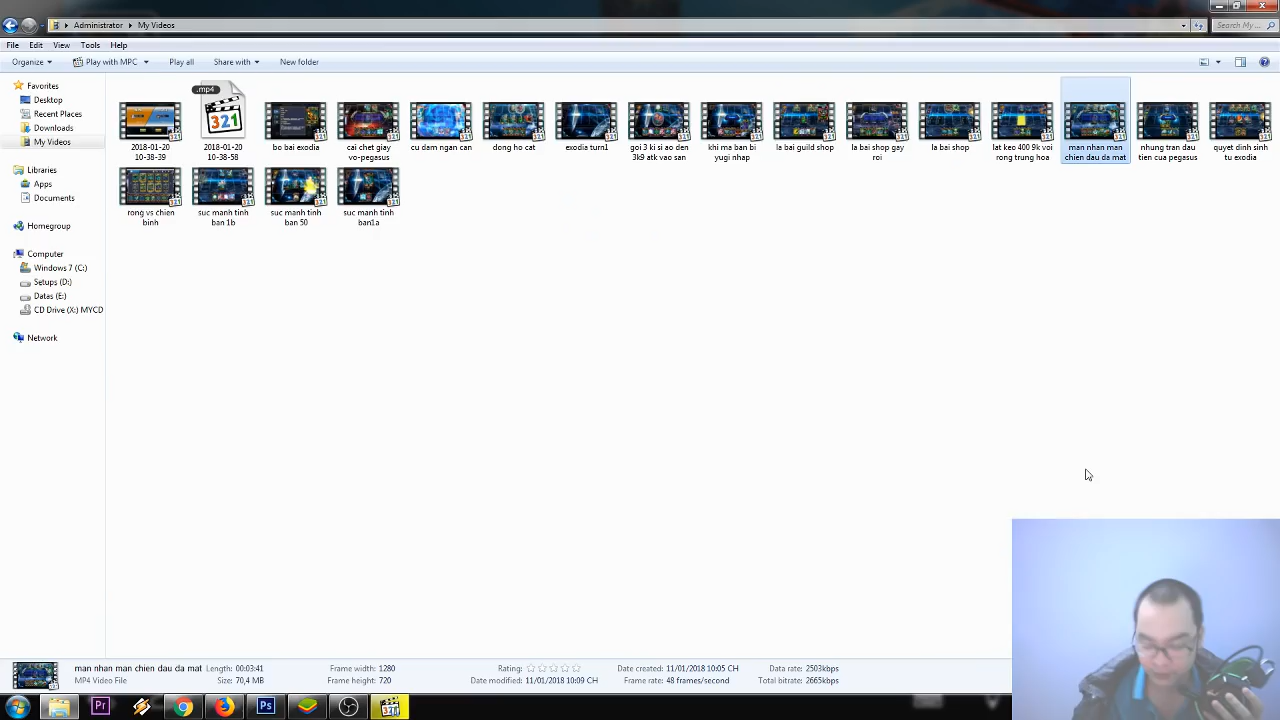 Administrator ▸ My Videos
Search My ...
File Edit View Tools Help
Organize Play with MPC Play all Share with New folder
Favorites
Desktop
Recent Places
Downloads
My Videos
Libraries
Apps
Documents
Homegroup
Computer
Windows 7 (C:)
Setups (D:)
Datas (E:)
CD Drive (X:) MYCD
Network
.mp4
321
2018-01-20
10-38-39
2018-01-20
10-38-58
bo bai exodia
cai chet giay
vo-pegasus
cu dam ngan can
dong ho cat
exodia turn1
goi 3 ki si ao den
3k9 atk vao san
khi ma ban bi
yugi nhap
la bai guild shop
la bai shop gay
roi
la bai shop
lat keo 400 9k voi
rong trung hoa
man nhan man
chien dau da mat
nhung tran dau
tien cua pegasus
quyet dinh sinh
tu exodia
rong vs chien
binh
suc manh tinh
ban 1b
suc manh tinh
ban 50
suc manh tinh
ban1a
man nhan man chien dau da mat Length: 00:03:41 Frame width: 1280 Rating: Date created: 11/01/2018 10:05 CH Data rate: 2503kbps
MP4 Video File Size: 70,4 MB Frame height: 720 Date modified: 11/01/2018 10:09 CH Frame rate: 48 frames/second Total bitrate: 2665kbps
Pr Ps 321